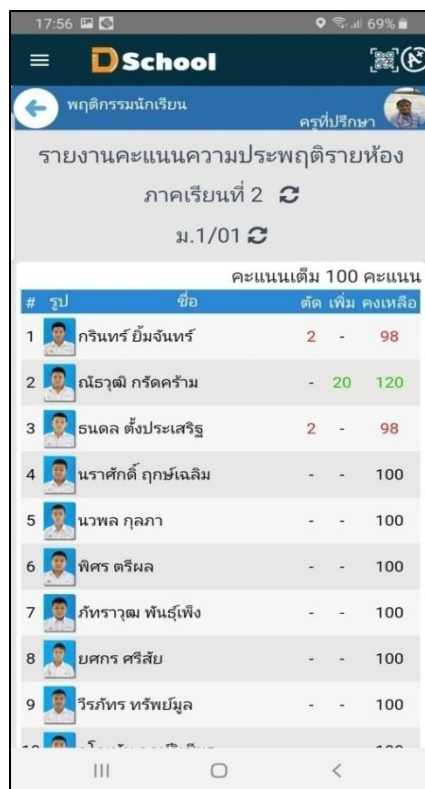 17:56 69%
DSchool
พฤติกรรมนักเรียน
ครูที่ปรึกษา
รายงานคะแนนความประพฤติรายห้อง
ภาคเรียนที่ 2
ม.1/01
คะแนนเต็ม 100 คะแนน
# รูป ชื่อ ตัด เพิ่ม คงเหลือ
1 กรินทร์ ยิ้มจันทร์ 2 - 98
2 ณัธวุฒิ กรัดคร้าม - 20 120
3 ธนดล ตั้งประเสริฐ 2 - 98
4 นราศักดิ์ ฤกษ์เฉลิม - - 100
5 นวพล กุลภา - - 100
6 พิศร ตรีผล - - 100
7 ภัทราวุฒ พันธุ์เพ็ง - - 100
8 ยศกร ศรีสัย - - 100
9 วีรภัทร ทรัพย์มูล - - 100